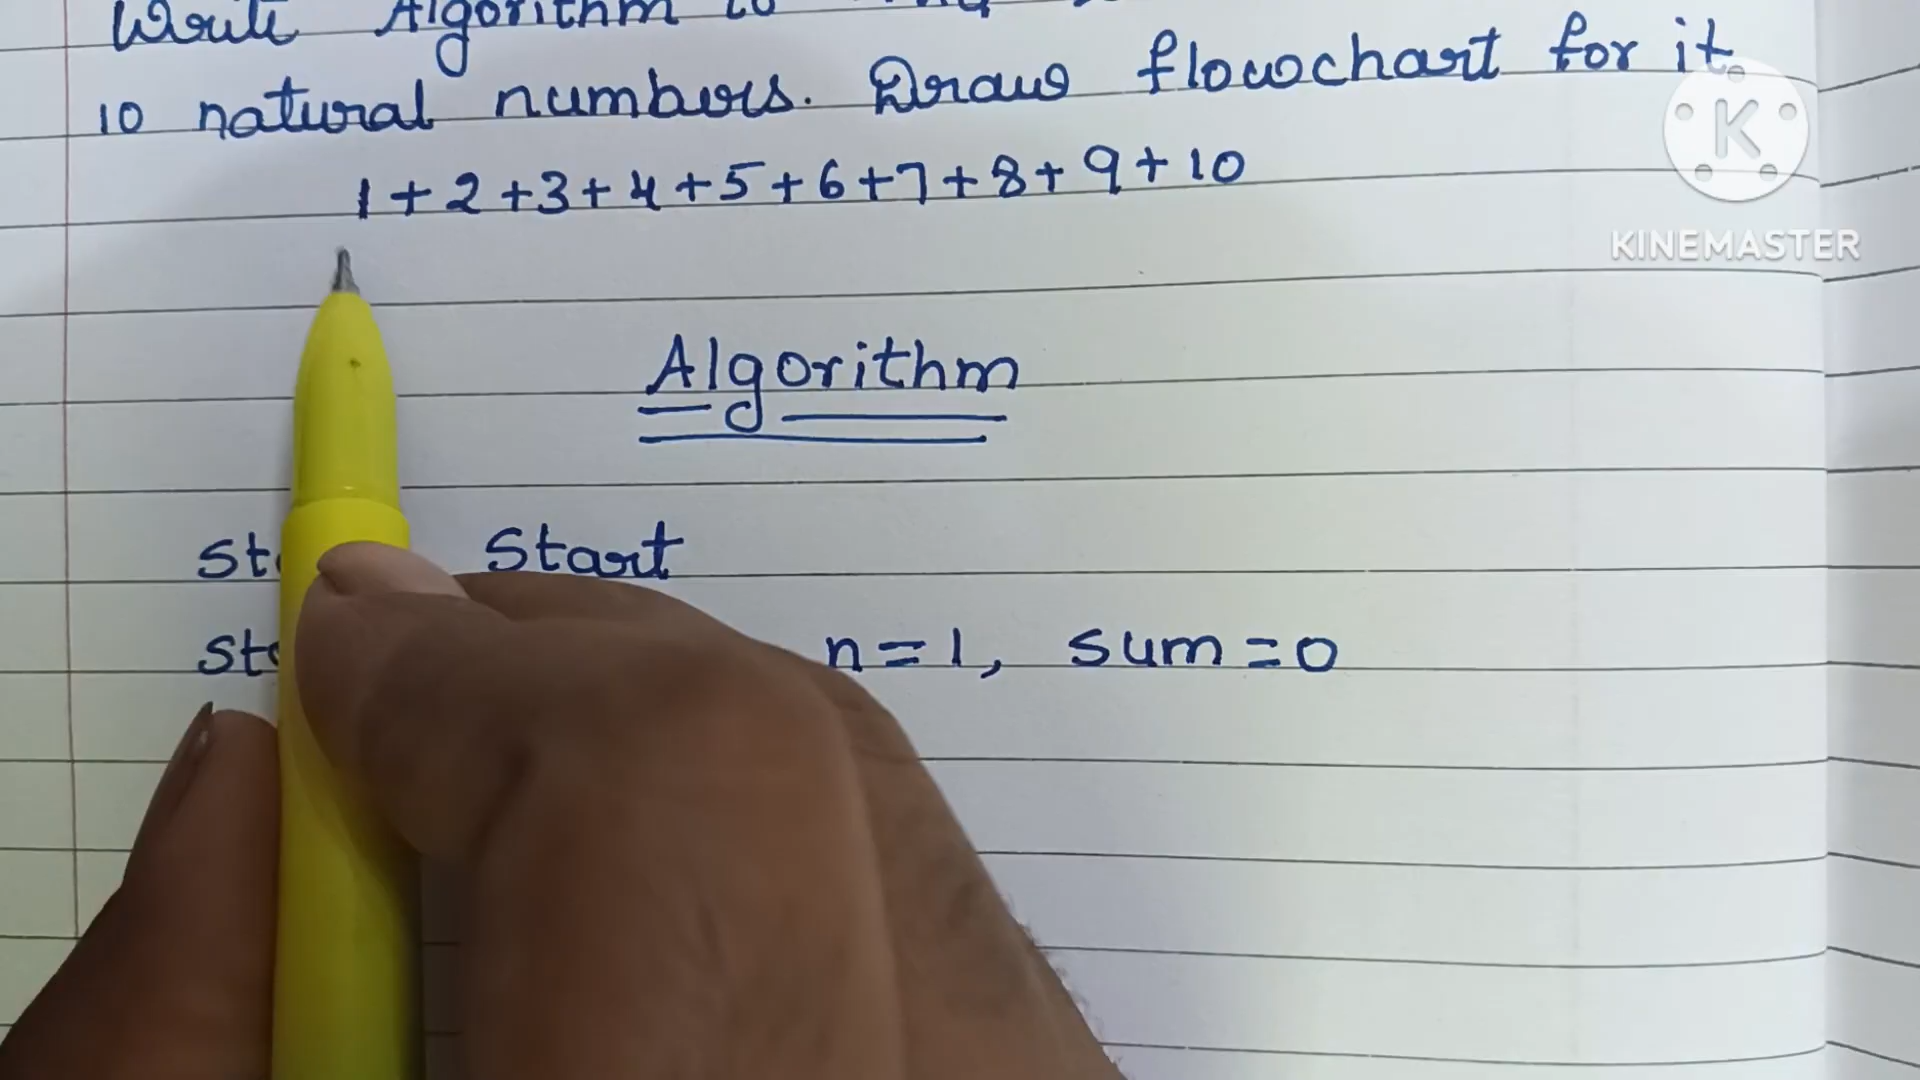 Write Algorithm to
10 natural numbers. Draw flowchart for it.
1 + 2 + 3 + 4 + 5 + 6 + 7 + 8 + 9 + 10
K
KINEMASTER
Algorithm
Start
n = 1, sum = 0